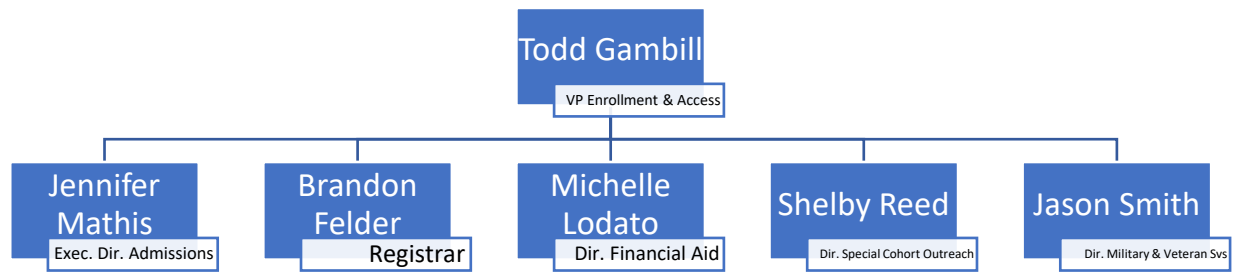 Todd Gambill
VP Enrollment & Access
Jennifer
Mathis
Exec. Dir. Admissions
Brandon
Felder
Registrar
Michelle
Lodato
Dir. Financial Aid
Shelby Reed
Dir. Special Cohort Outreach
Jason Smith
Dir. Military & Veteran Svs